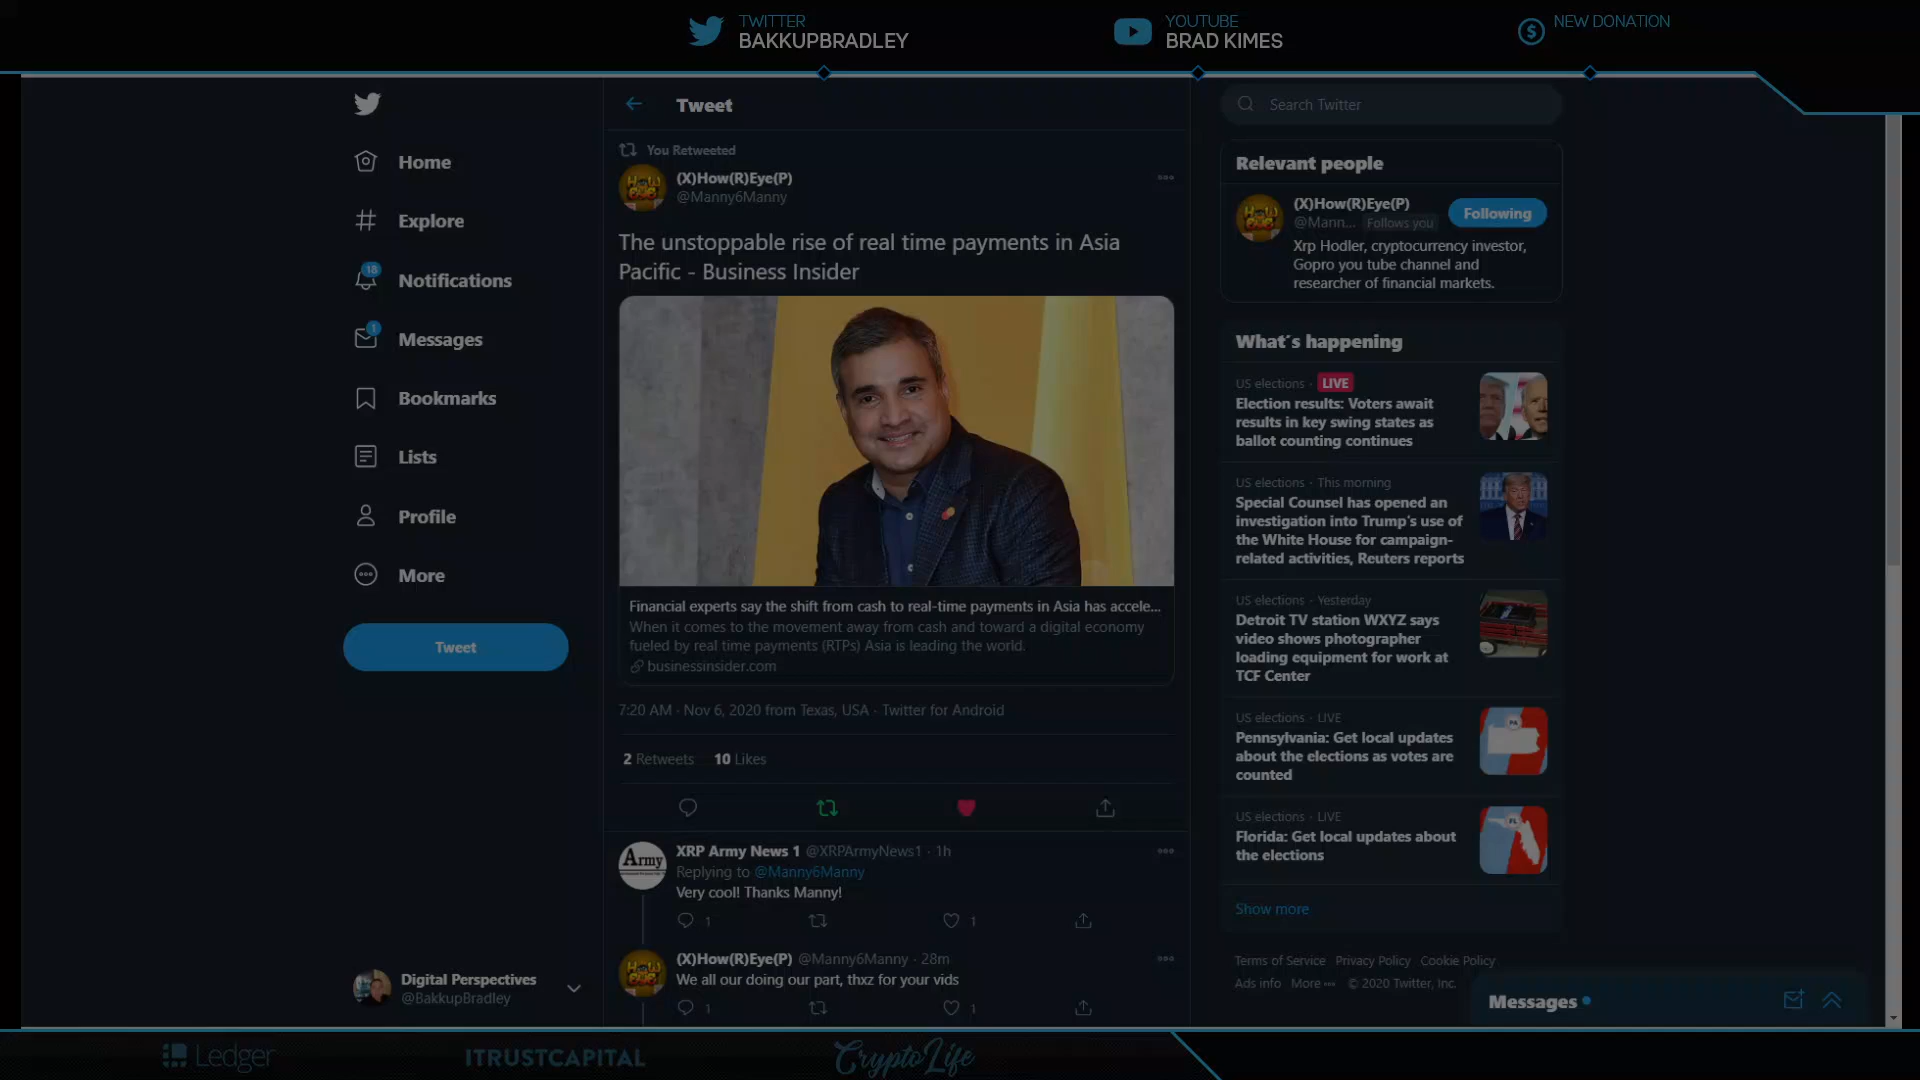 TWITTER
BAKKUPBRADLEY
YOUTUBE
BRAD KIMES
NEW DONATION
Home
Explore
18
Notifications
1
Messages
Bookmarks
Lists
Profile
More
Tweet
Digital Perspectives
@BakkupBradley
Tweet
You Retweeted
(X)How(R)Eye(P)
@Manny6Manny
The unstoppable rise of real time payments in Asia
Pacific - Business Insider
Financial experts say the shift from cash to real-time payments in Asia has accele...
When it comes to the movement away from cash and toward a digital economy
fueled by real time payments (RTPs) Asia is leading the world.
businessinsider.com
7:20 AM · Nov 6, 2020 from Texas, USA · Twitter for Android
2 Retweets 10 Likes
Army
XRP Army News 1 @XRPArmyNews1 · 1h
Replying to @Manny6Manny
Very cool! Thanks Manny!
1 1
(X)How(R)Eye(P) @Manny6Manny · 28m
We all our doing our part, thxz for your vids
1 1
Search Twitter
Relevant people
(X)How(R)Eye(P)
@Mann... Follows you
Following
Xrp Hodler, cryptocurrency investor,
Gopro you tube channel and
researcher of financial markets.
What's happening
US elections · LIVE
Election results: Voters await
results in key swing states as
ballot counting continues
US elections · This morning
Special Counsel has opened an
investigation into Trump's use of
the White House for campaign-
related activities, Reuters reports
US elections · Yesterday
Detroit TV station WXYZ says
video shows photographer
loading equipment for work at
TCF Center
US elections · LIVE
Pennsylvania: Get local updates
about the elections as votes are
counted
PA
US elections · LIVE
Florida: Get local updates about
the elections
FL
Show more
Terms of Service Privacy Policy Cookie Policy
Ads info More ··· © 2020 Twitter, Inc.
Messages
Ledger
ITRUSTCAPITAL
CryptoLife